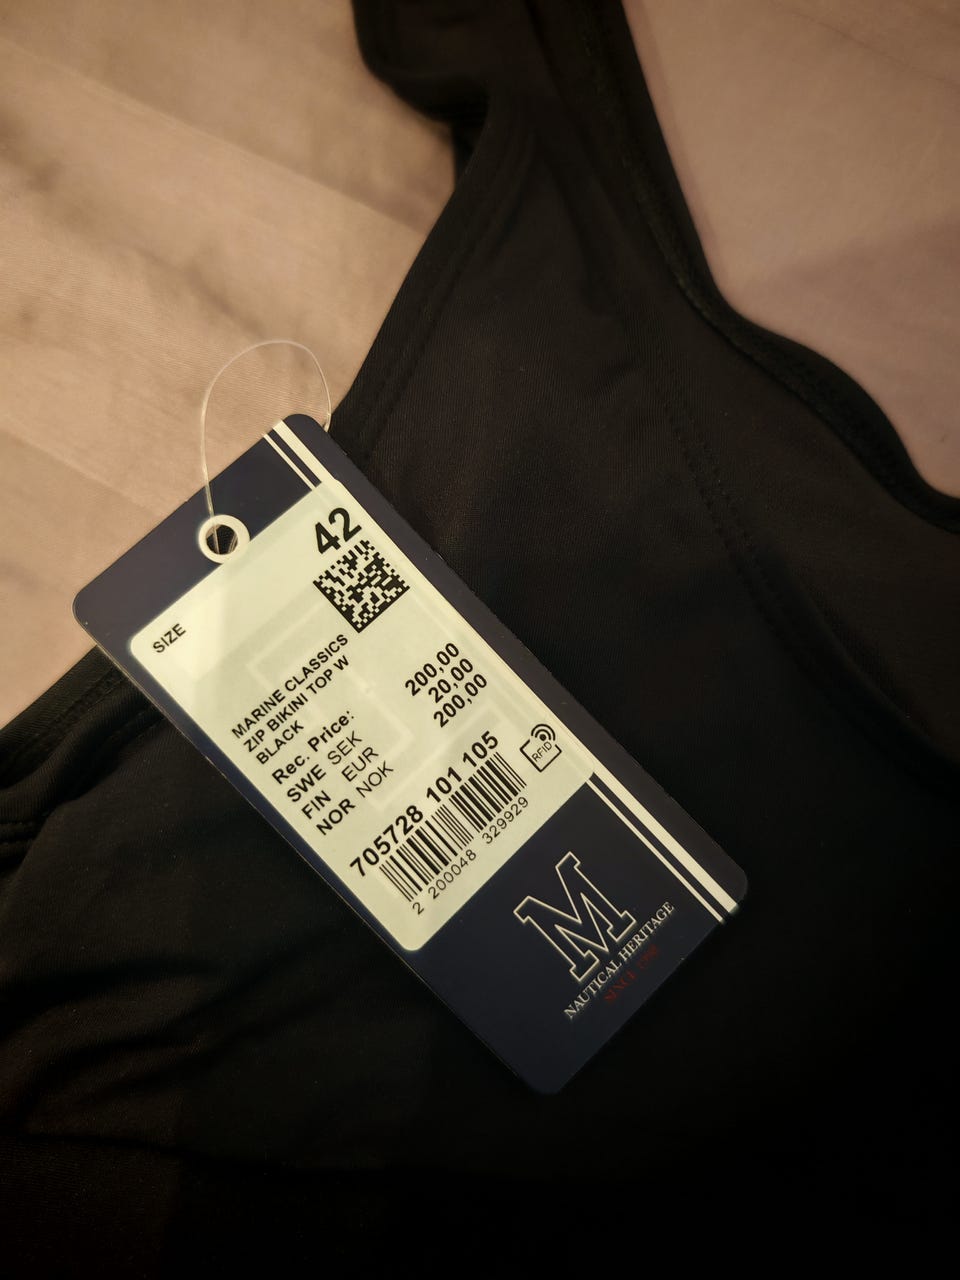 SIZE 42
MARINE CLASSICS
ZIP BIKINI TOP W
BLACK
Rec. Price:
SWE SEK 200,00
FIN EUR 20,00
NOR NOK 200,00
705728 101 105
2 200048 329929
RFID
M
NAUTICAL HERITAGE
SINCE